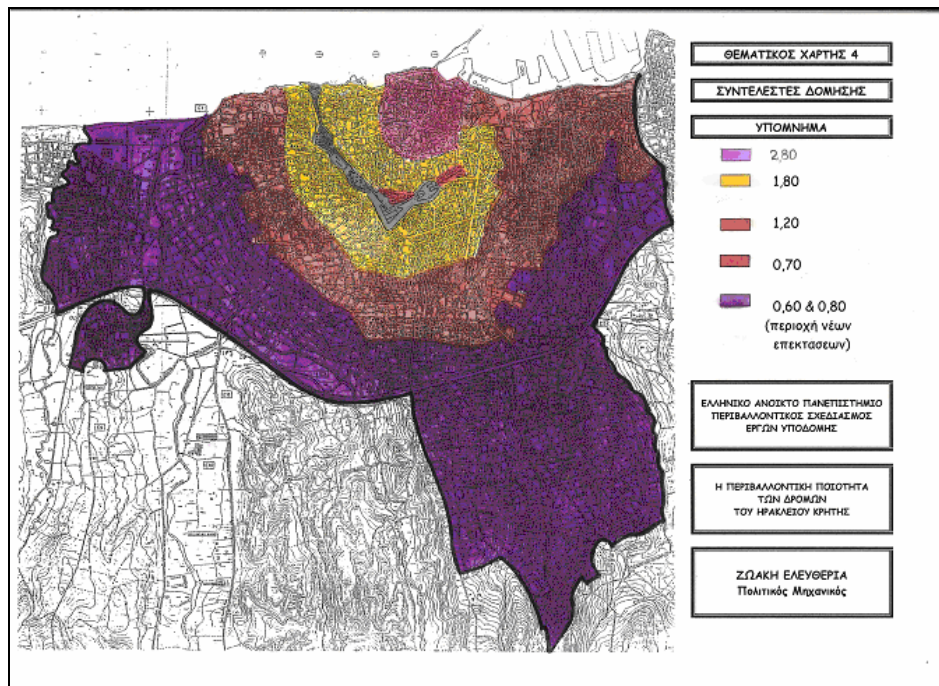 ΘΕΜΑΤΙΚΟΣ ΧΑΡΤΗΣ 4
ΣΥΝΤΕΛΕΣΤΕΣ ΔΟΜΗΣΗΣ
ΥΠΟΜΝΗΜΑ
2,80
1,80
1,20
0,70
0,60 & 0,80
(περιοχή νέων
επεκτασεων)
ΕΛΛΗΝΙΚΟ ΑΝΟΙΚΤΟ ΠΑΝΕΠΙΣΤΗΜΙΟ
ΠΕΡΙΒΑΛΛΟΝΤΙΚΟΣ ΣΧΕΔΙΑΣΜΟΣ
ΕΡΓΩΝ ΥΠΟΔΟΜΗΣ
Η ΠΕΡΙΒΑΛΛΟΝΤΙΚΗ ΠΟΙΟΤΗΤΑ
ΤΩΝ ΔΡΟΜΩΝ
ΤΟΥ ΗΡΑΚΛΕΙΟΥ ΚΡΗΤΗΣ
ΖΩΑΚΗ ΕΛΕΥΘΕΡΙΑ
Πολιτικός Μηχανικός